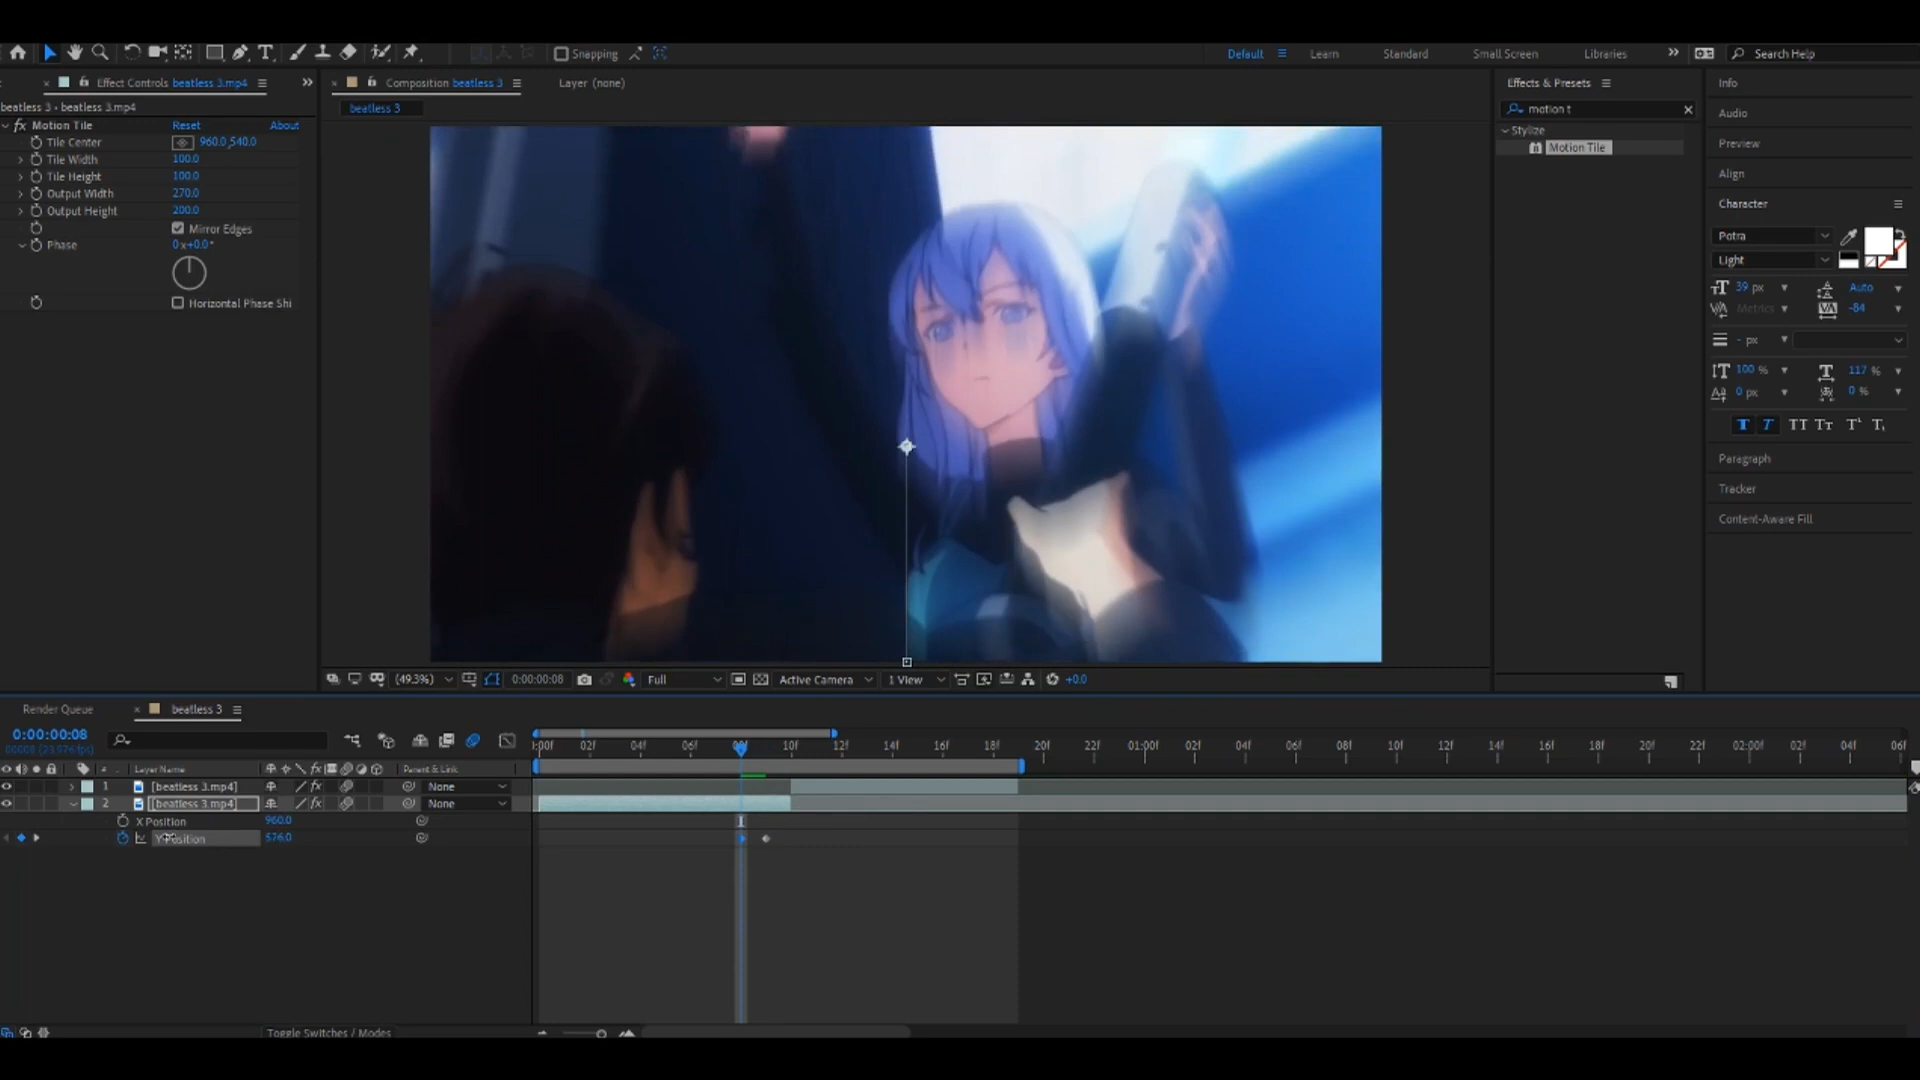 Snapping
Default
Learn
Standard
Small Screen
Libraries
Search Help
Effect Controls beatless 3.mp4
Composition beatless 3
Layer (none)
Effects & Presets
Info
beatless 3 • beatless 3.mp4
beatless 3
motion t
Audio
fx Motion Tile Reset About
Stylize
Tile Center 960.0,540.0
Motion Tile
Preview
Tile Width 100.0
Tile Height 100.0
Align
Output Width 270.0
Output Height 200.0
Character
Mirror Edges
Potra
Phase 0x+0.0°
Light
39 px Auto
Horizontal Phase Shi
Metrics -84
- px
100 % 117 %
0 px 0 %
T T TT Tт T¹ T₁
Paragraph
Tracker
Content-Aware Fill
(49.3%) 0:00:00:08 Full Active Camera 1 View +0.0
Render Queue
beatless 3
0:00:00:08
00008 (23.976 fps)
:00f 02f 04f 06f 08f 10f 12f 14f 16f 18f 20f 22f 01:00f 02f 04f 06f 08f 10f 12f 14f 16f 18f 20f 22f 02:00f 02f 04f 06f
# Layer Name fx Parent & Link
1 [beatless 3.mp4] fx None
2 [beatless 3.mp4] fx None
X Position 960.0
Y Position 576.0
Toggle Switches / Modes